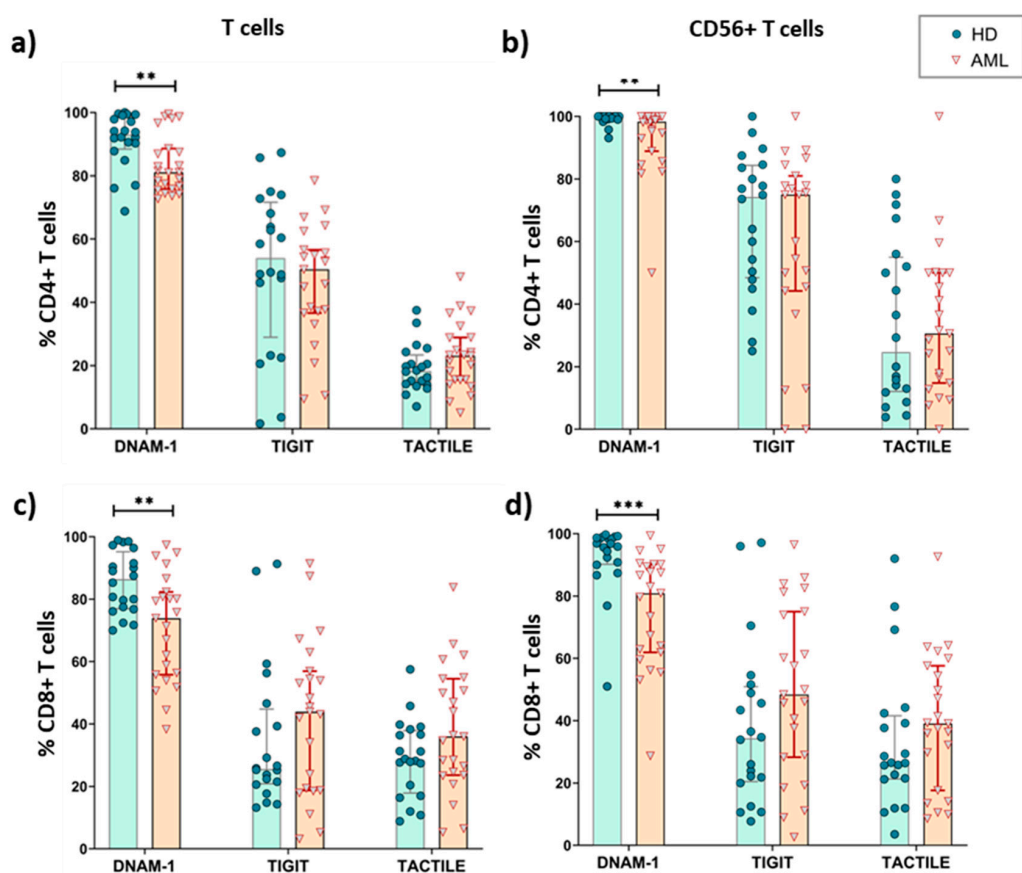 T cells
CD56+ T cells
HD
AML
a)
**
% CD4+ T cells
100
80
60
40
20
0
DNAM-1 TIGIT TACTILE
b)
**
% CD4+ T cells
100
80
60
40
20
0
DNAM-1 TIGIT TACTILE
c)
**
% CD8+ T cells
100
80
60
40
20
0
DNAM-1 TIGIT TACTILE
d)
***
% CD8+ T cells
100
80
60
40
20
0
DNAM-1 TIGIT TACTILE